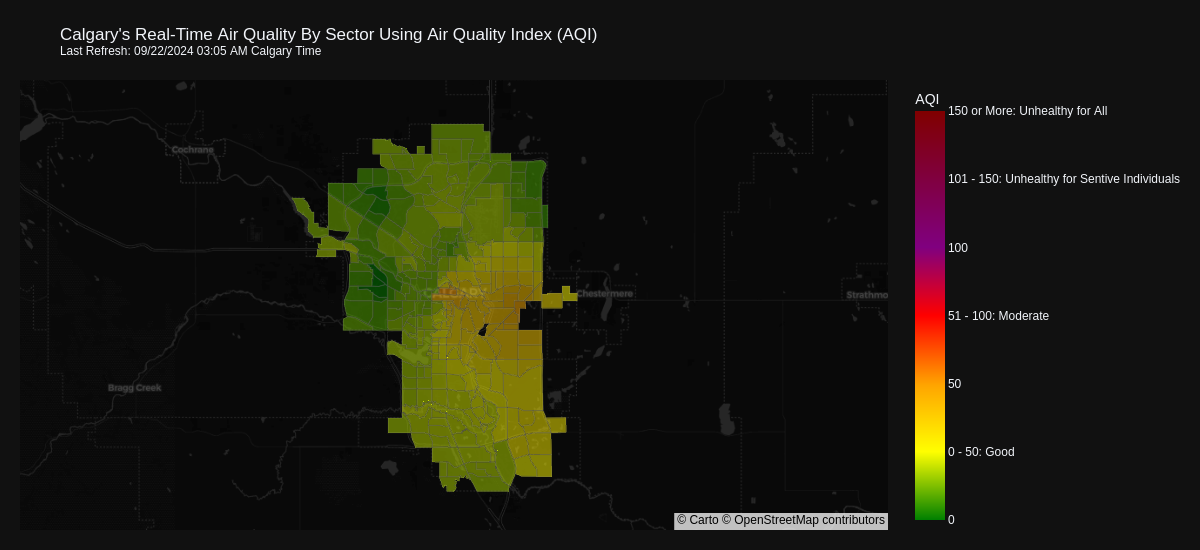 Calgary's Real-Time Air Quality By Sector Using Air Quality Index (AQI)
Last Refresh: 09/22/2024 03:05 AM Calgary Time
AQI
150 or More: Unhealthy for All
Cochrane
101 - 150: Unhealthy for Sentive Individuals
100
Chestermere
Strathmo
51 - 100: Moderate
Bragg Creek
50
0 - 50: Good
0
© Carto © OpenStreetMap contributors